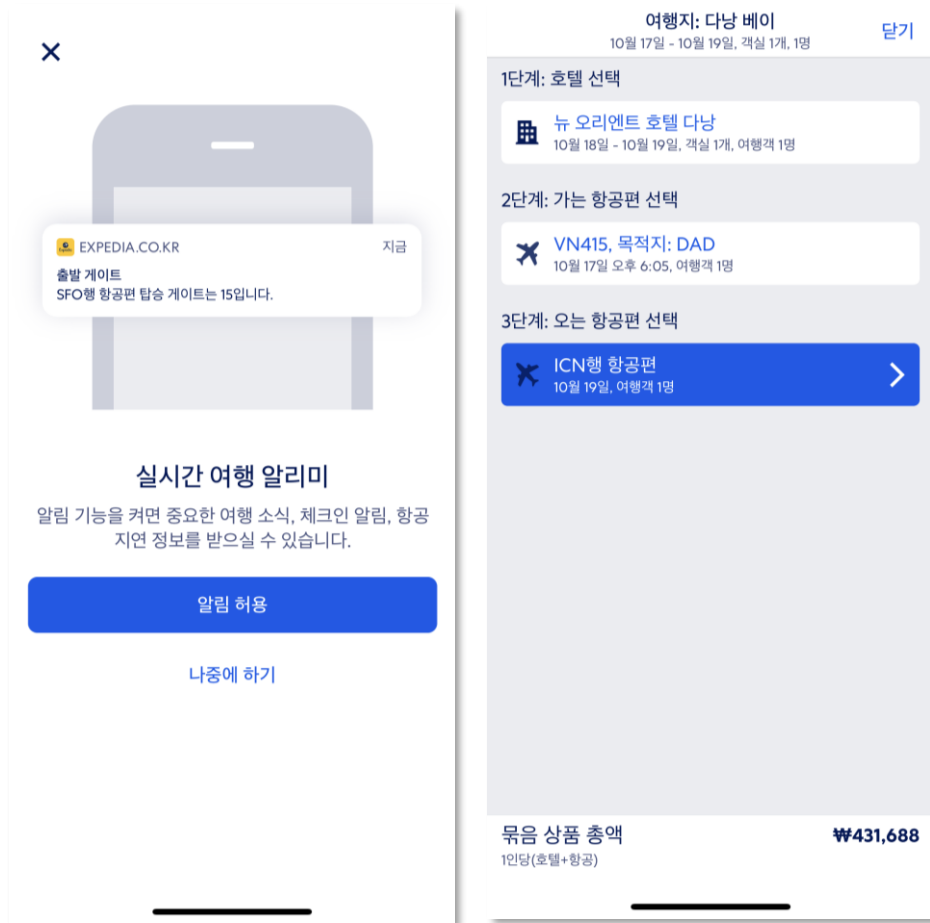 EXPEDIA.CO.KR 지금
출발 게이트
SFO행 항공편 탑승 게이트는 15입니다.
실시간 여행 알리미
알림 기능을 켜면 중요한 여행 소식, 체크인 알림, 항공
지연 정보를 받으실 수 있습니다.
알림 허용
나중에 하기
여행지: 다낭 베이
10월 17일 - 10월 19일, 객실 1개, 1명
닫기
1단계: 호텔 선택
뉴 오리엔트 호텔 다낭
10월 18일 - 10월 19일, 객실 1개, 여행객 1명
2단계: 가는 항공편 선택
VN415, 목적지: DAD
10월 17일 오후 6:05, 여행객 1명
3단계: 오는 항공편 선택
ICN행 항공편
10월 19일, 여행객 1명
묶음 상품 총액 ₩431,688
1인당(호텔+항공)